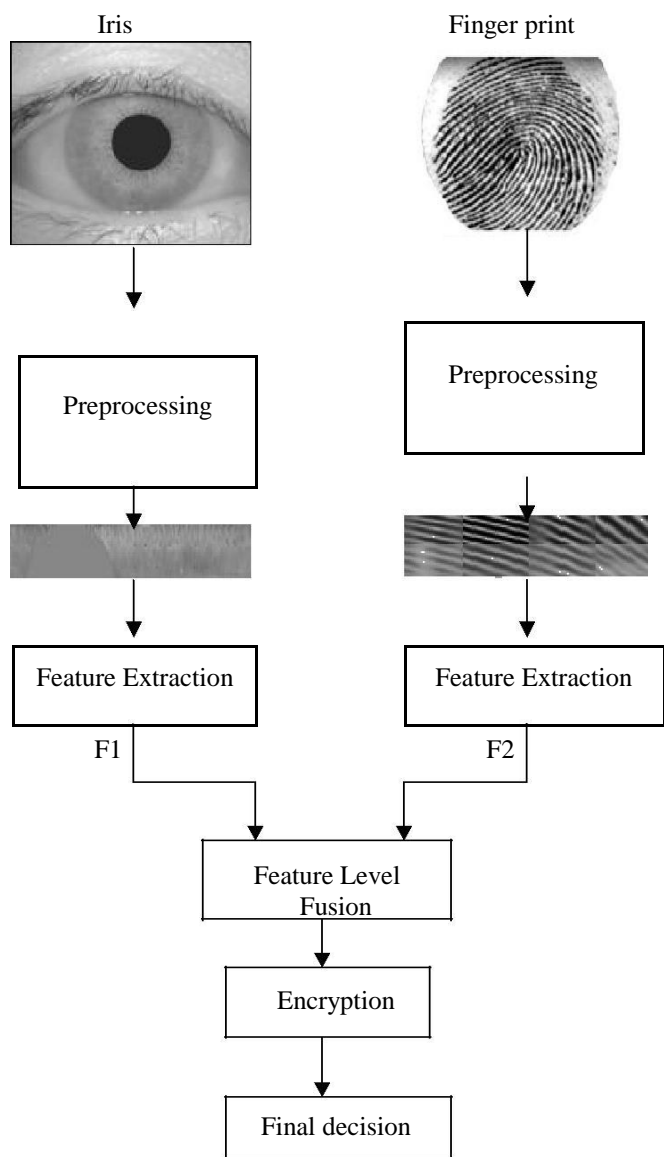 Iris
Finger print
Preprocessing
Preprocessing
Feature Extraction
Feature Extraction
F1
F2
Feature Level
Fusion
Encryption
Final decision